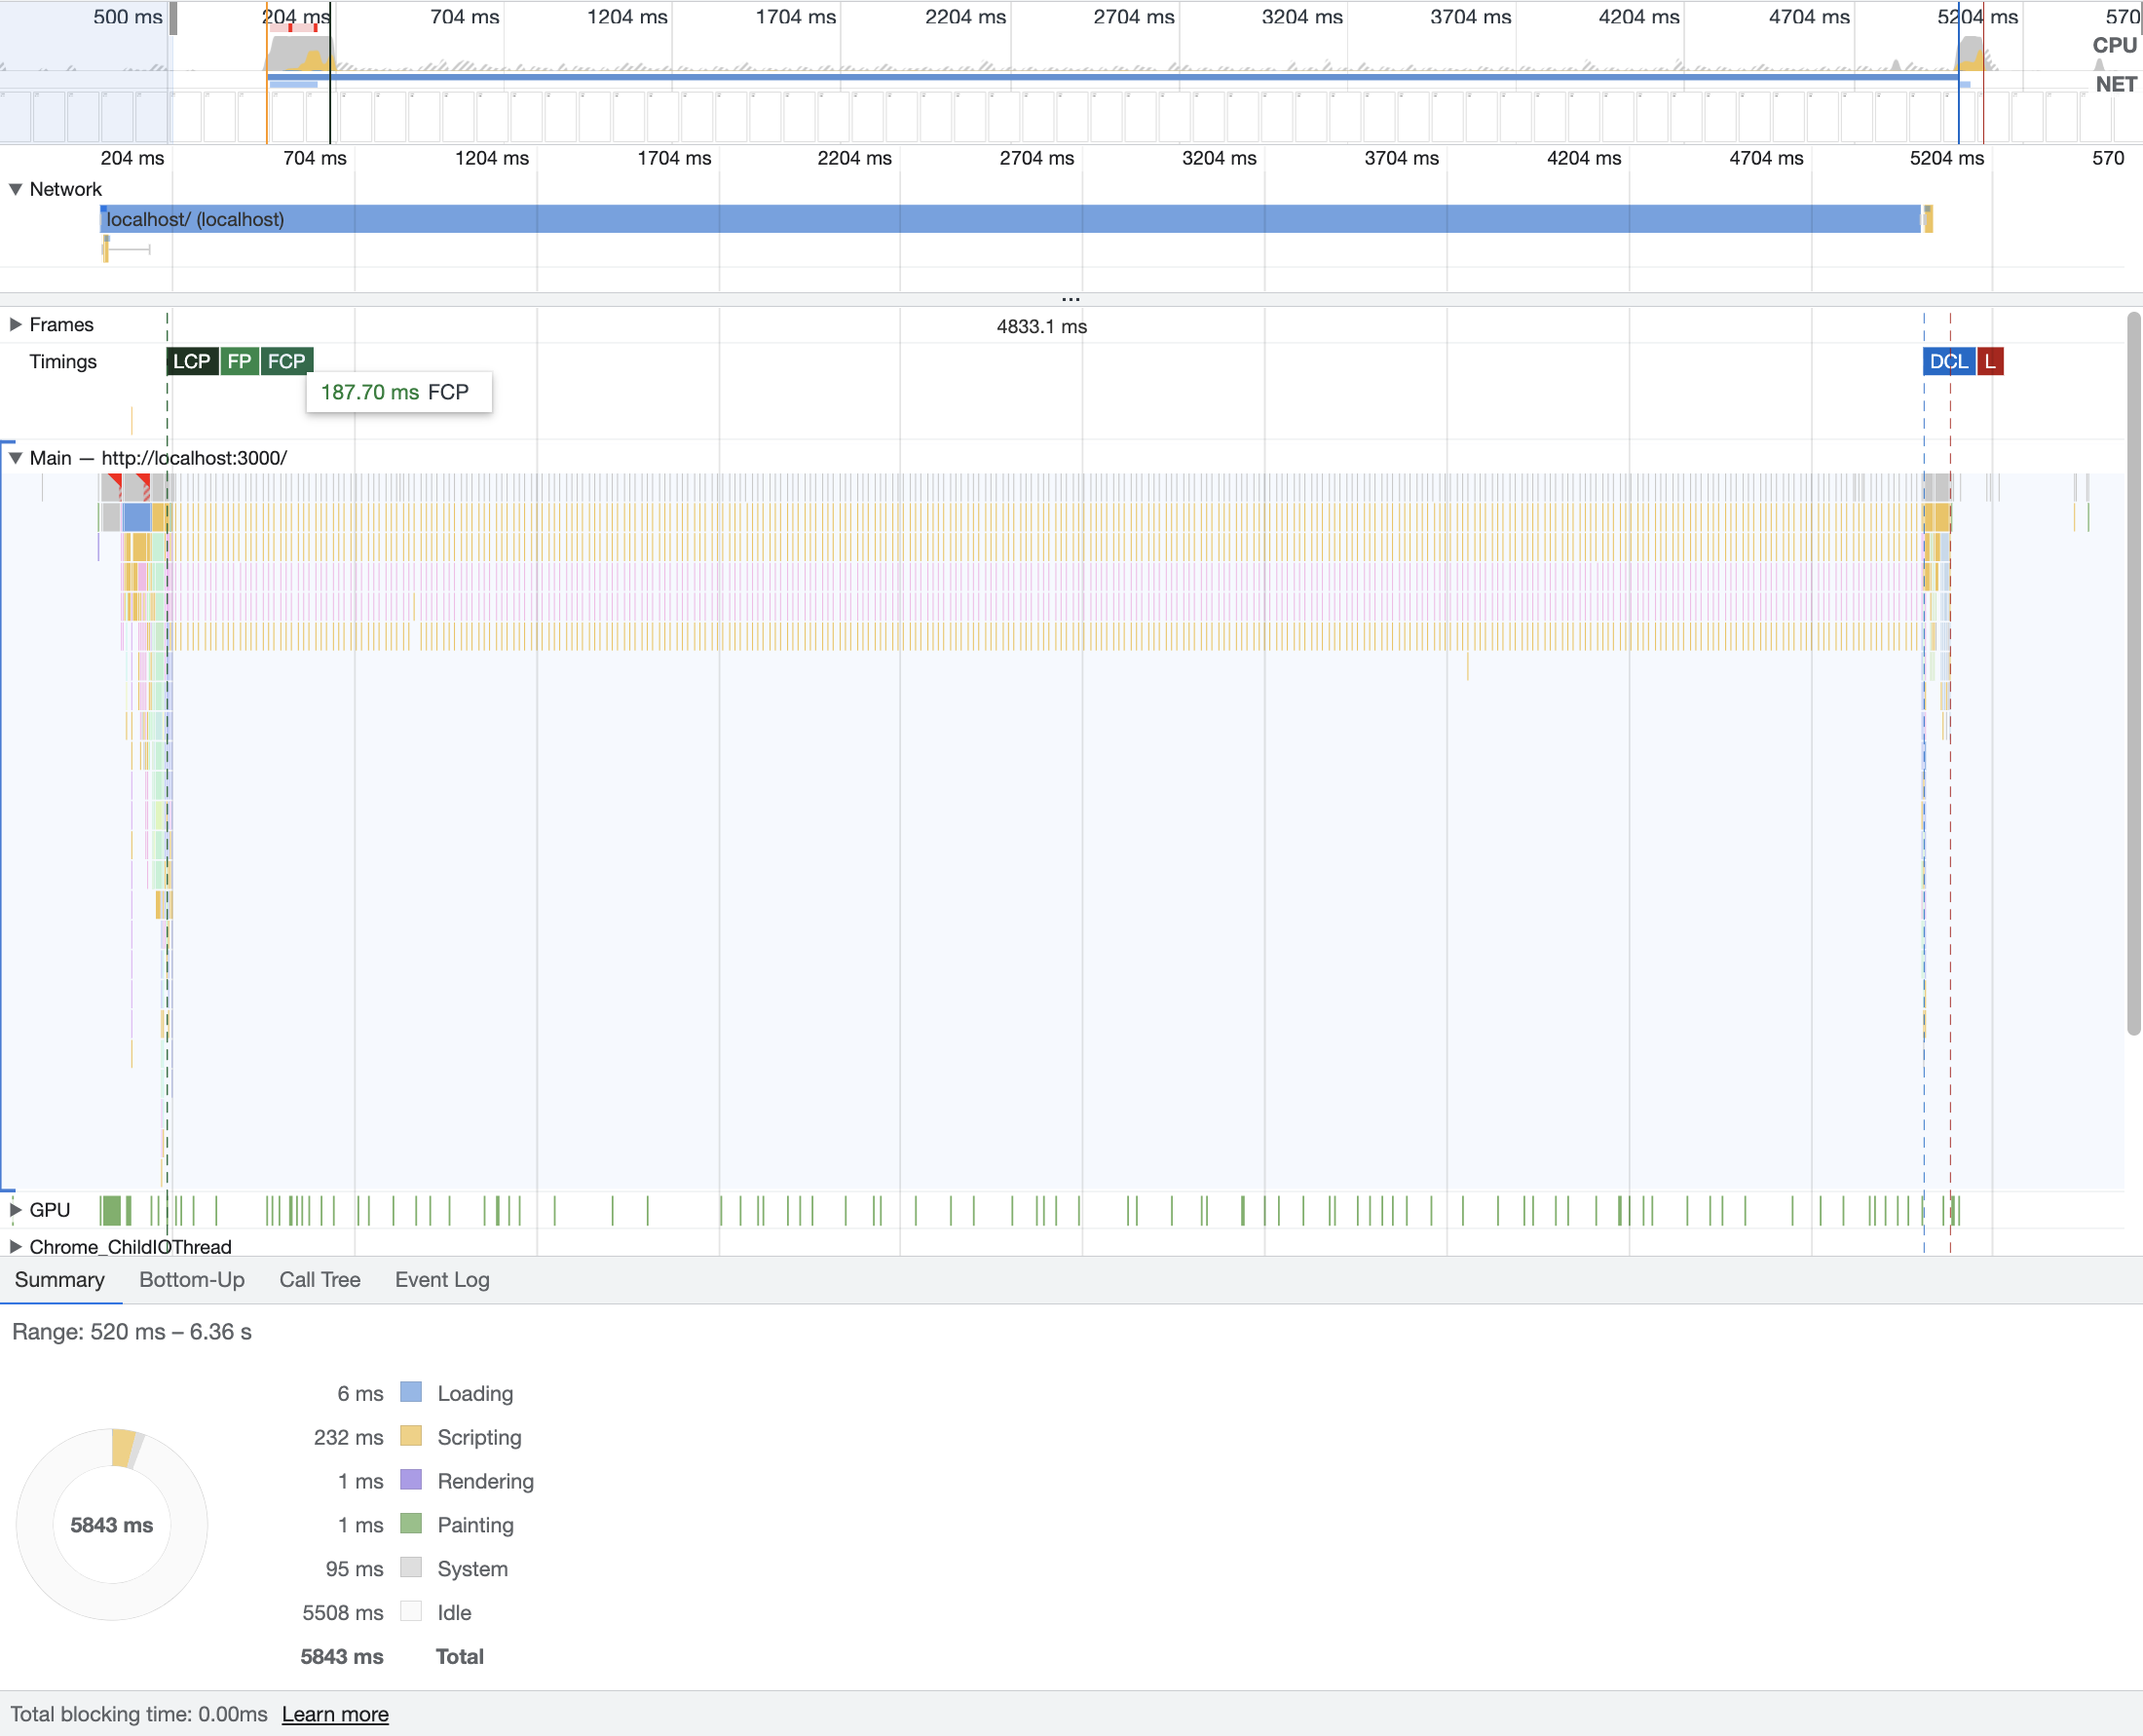 500 ms 204 ms 704 ms 1204 ms 1704 ms 2204 ms 2704 ms 3204 ms 3704 ms 4204 ms 4704 ms 5204 ms 570
CPU
NET
204 ms 704 ms 1204 ms 1704 ms 2204 ms 2704 ms 3204 ms 3704 ms 4204 ms 4704 ms 5204 ms 570
Network
localhost/ (localhost)
...
Frames 4833.1 ms
Timings LCP FP FCP DCL L
187.70 ms FCP
Main — http://localhost:3000/
GPU
Chrome_ChildIOThread
Summary Bottom-Up Call Tree Event Log
Range: 520 ms – 6.36 s
6 ms Loading
232 ms Scripting
1 ms Rendering
5843 ms 1 ms Painting
95 ms System
5508 ms Idle
5843 ms Total
Total blocking time: 0.00ms Learn more